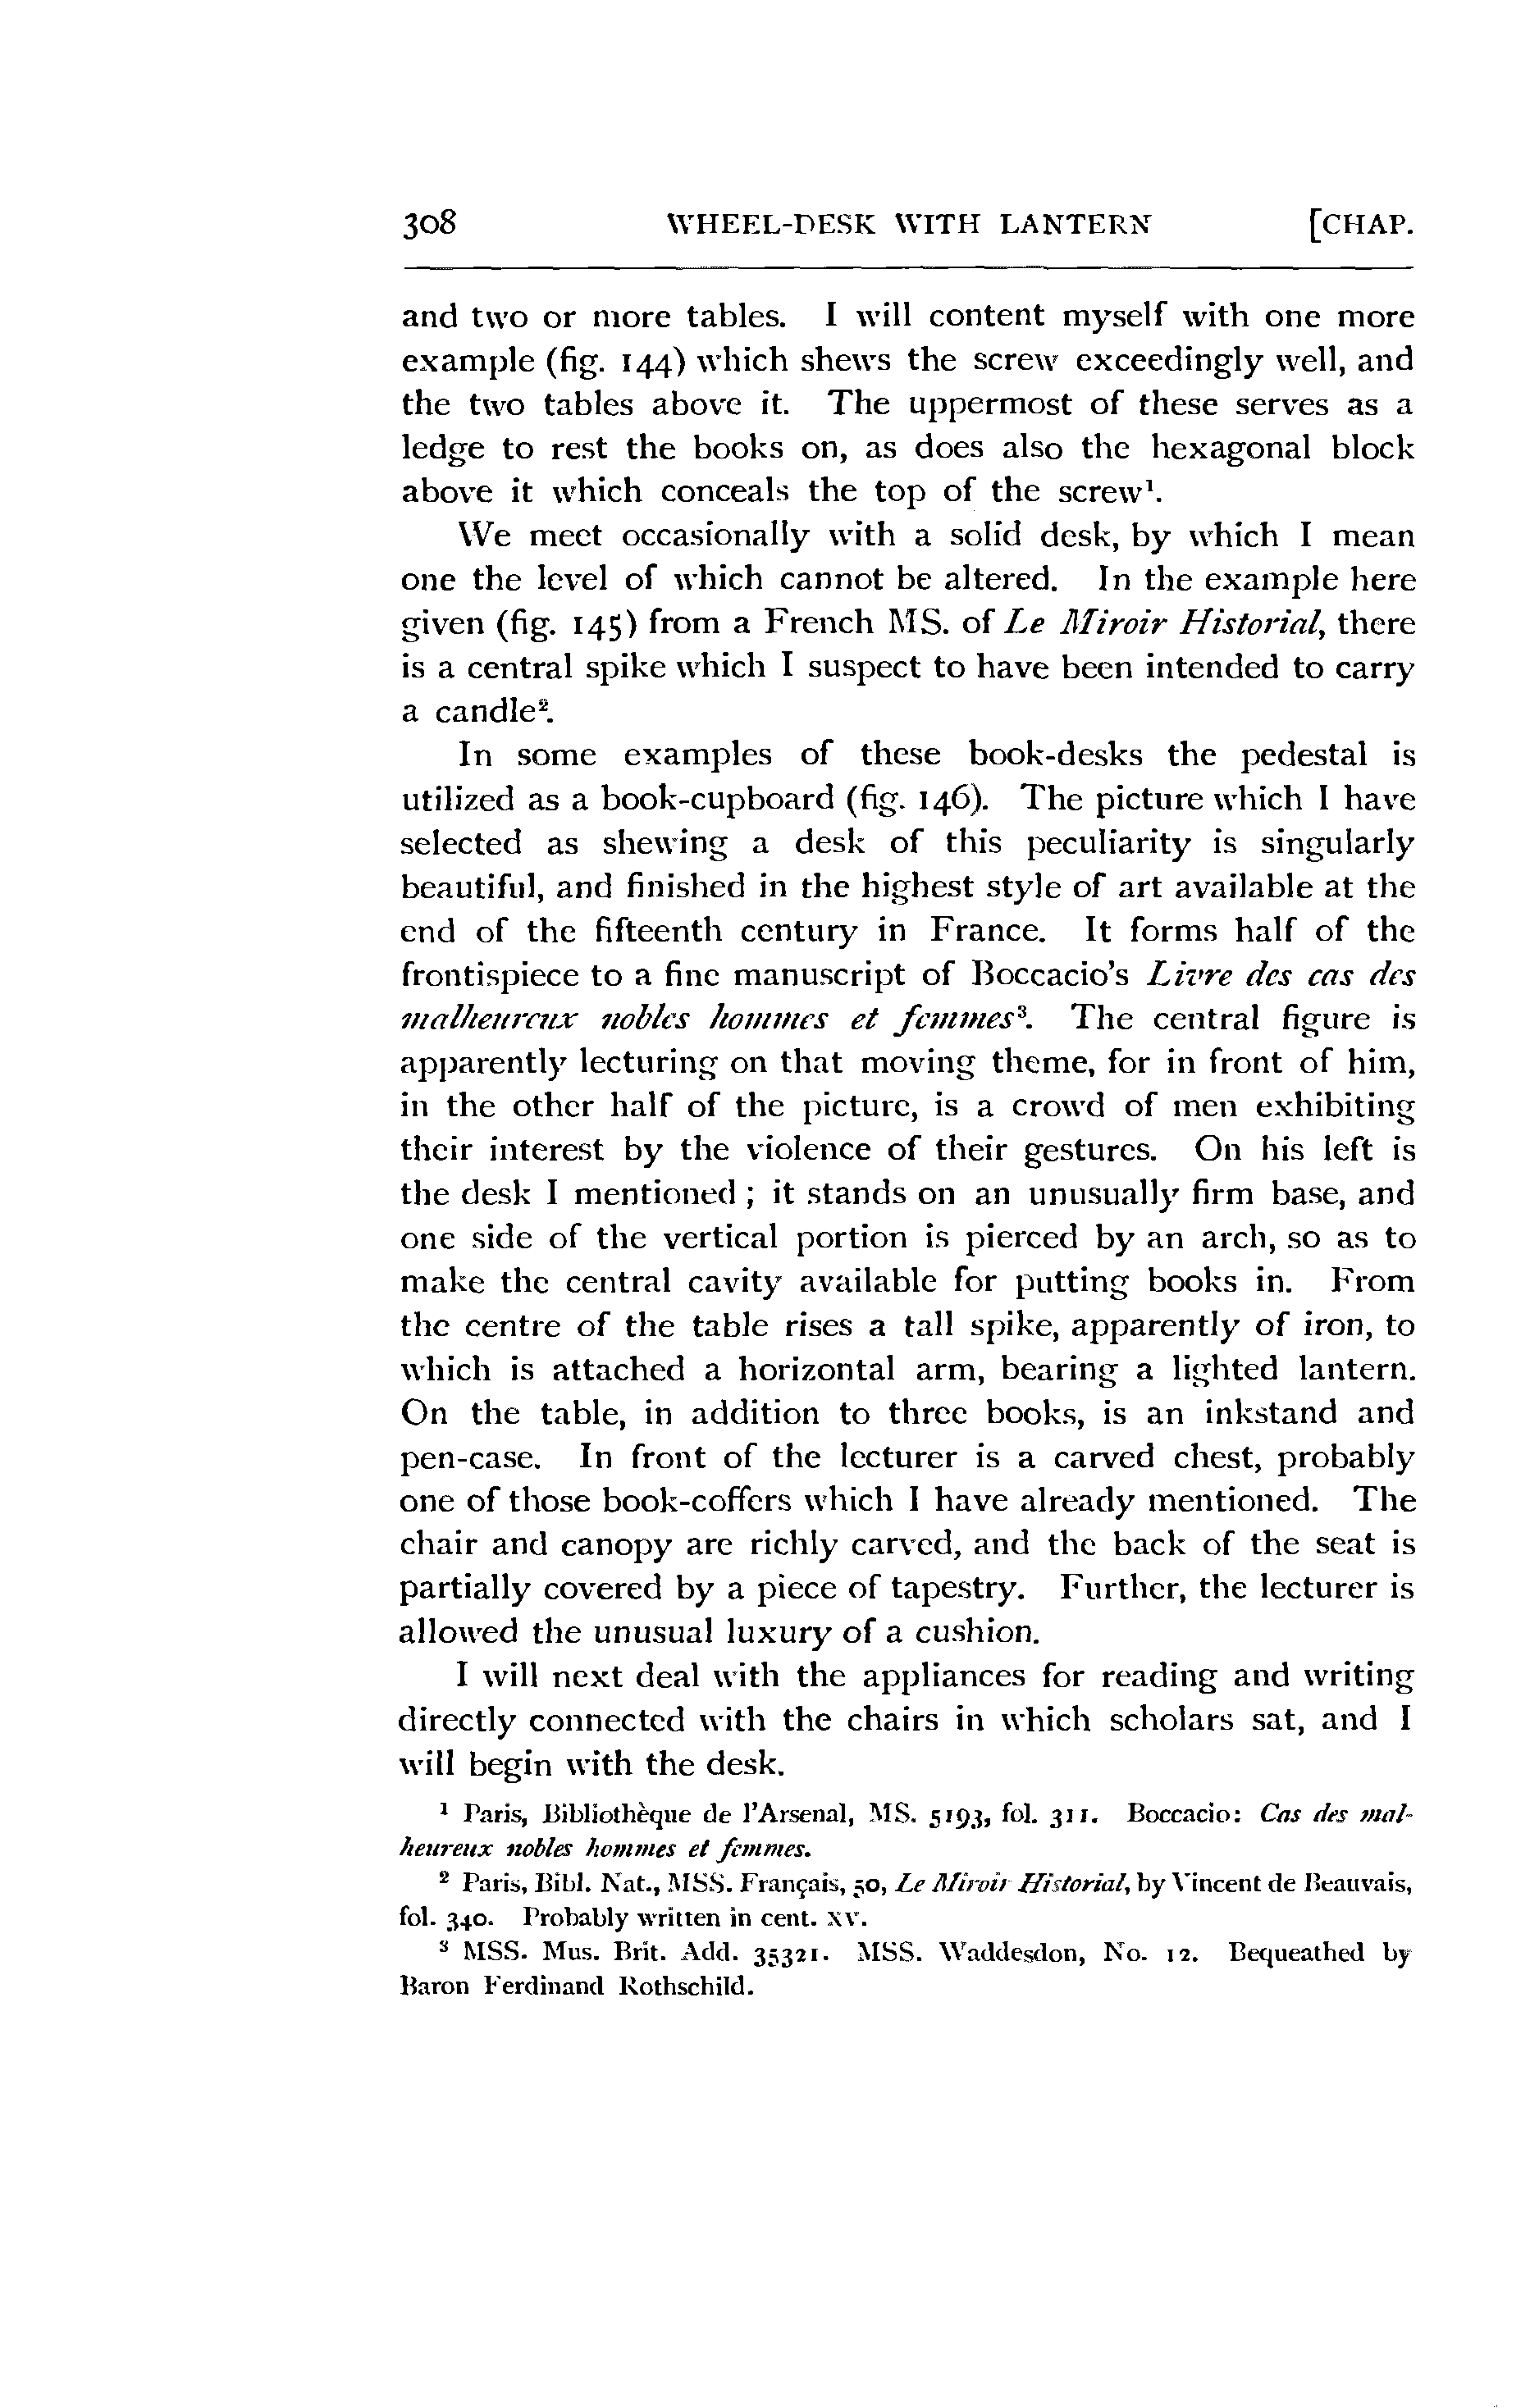 308 WHEEL-DESK WITH LANTERN [CHAP.
and two or more tables. I will content myself with one more
example (fig. 144) which shews the screw exceedingly well, and
the two tables above it. The uppermost of these serves as a
ledge to rest the books on, as does also the hexagonal block
above it which conceals the top of the screw¹.
We meet occasionally with a solid desk, by which I mean
one the level of which cannot be altered. In the example here
given (fig. 145) from a French MS. of Le Miroir Historial, there
is a central spike which I suspect to have been intended to carry
a candle².
In some examples of these book-desks the pedestal is
utilized as a book-cupboard (fig. 146). The picture which I have
selected as shewing a desk of this peculiarity is singularly
beautiful, and finished in the highest style of art available at the
end of the fifteenth century in France. It forms half of the
frontispiece to a fine manuscript of Boccacio's Livre des cas des
malheureux nobles hommes et femmes³. The central figure is
apparently lecturing on that moving theme, for in front of him,
in the other half of the picture, is a crowd of men exhibiting
their interest by the violence of their gestures. On his left is
the desk I mentioned; it stands on an unusually firm base, and
one side of the vertical portion is pierced by an arch, so as to
make the central cavity available for putting books in. From
the centre of the table rises a tall spike, apparently of iron, to
which is attached a horizontal arm, bearing a lighted lantern.
On the table, in addition to three books, is an inkstand and
pen-case. In front of the lecturer is a carved chest, probably
one of those book-coffers which I have already mentioned. The
chair and canopy are richly carved, and the back of the seat is
partially covered by a piece of tapestry. Further, the lecturer is
allowed the unusual luxury of a cushion.
I will next deal with the appliances for reading and writing
directly connected with the chairs in which scholars sat, and I
will begin with the desk.
¹ Paris, Bibliothèque de l'Arsenal, MS. 5193, fol. 311. Boccacio: Cas des mal-
heureux nobles hommes et femmes.
² Paris, Bibl. Nat., MSS. Français, 50, Le Miroir Historial, by Vincent de Beauvais,
fol. 340. Probably written in cent. XV.
³ MSS. Mus. Brit. Add. 35321. MSS. Waddesdon, No. 12. Bequeathed by
Baron Ferdinand Rothschild.